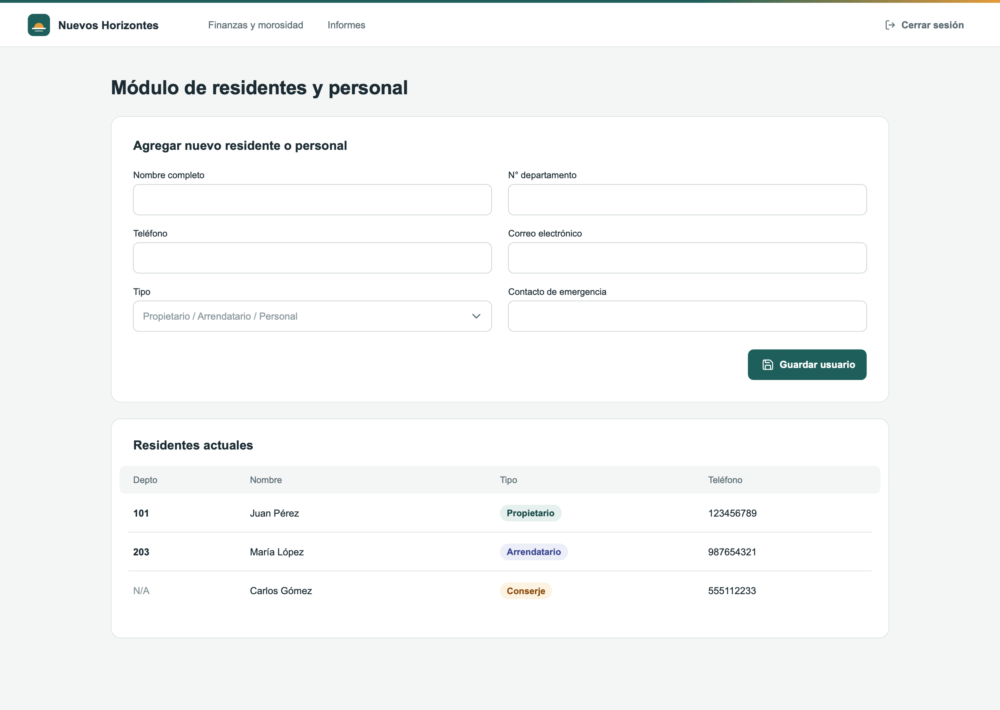 Nuevos Horizontes Finanzas y morosidad Informes Cerrar sesión
Módulo de residentes y personal
Agregar nuevo residente o personal
Nombre completo N° departamento
Teléfono Correo electrónico
Tipo Contacto de emergencia
Propietario / Arrendatario / Personal
Guardar usuario
Residentes actuales
Depto Nombre Tipo Teléfono
101 Juan Pérez Propietario 123456789
203 María López Arrendatario 987654321
N/A Carlos Gómez Conserje 555112233